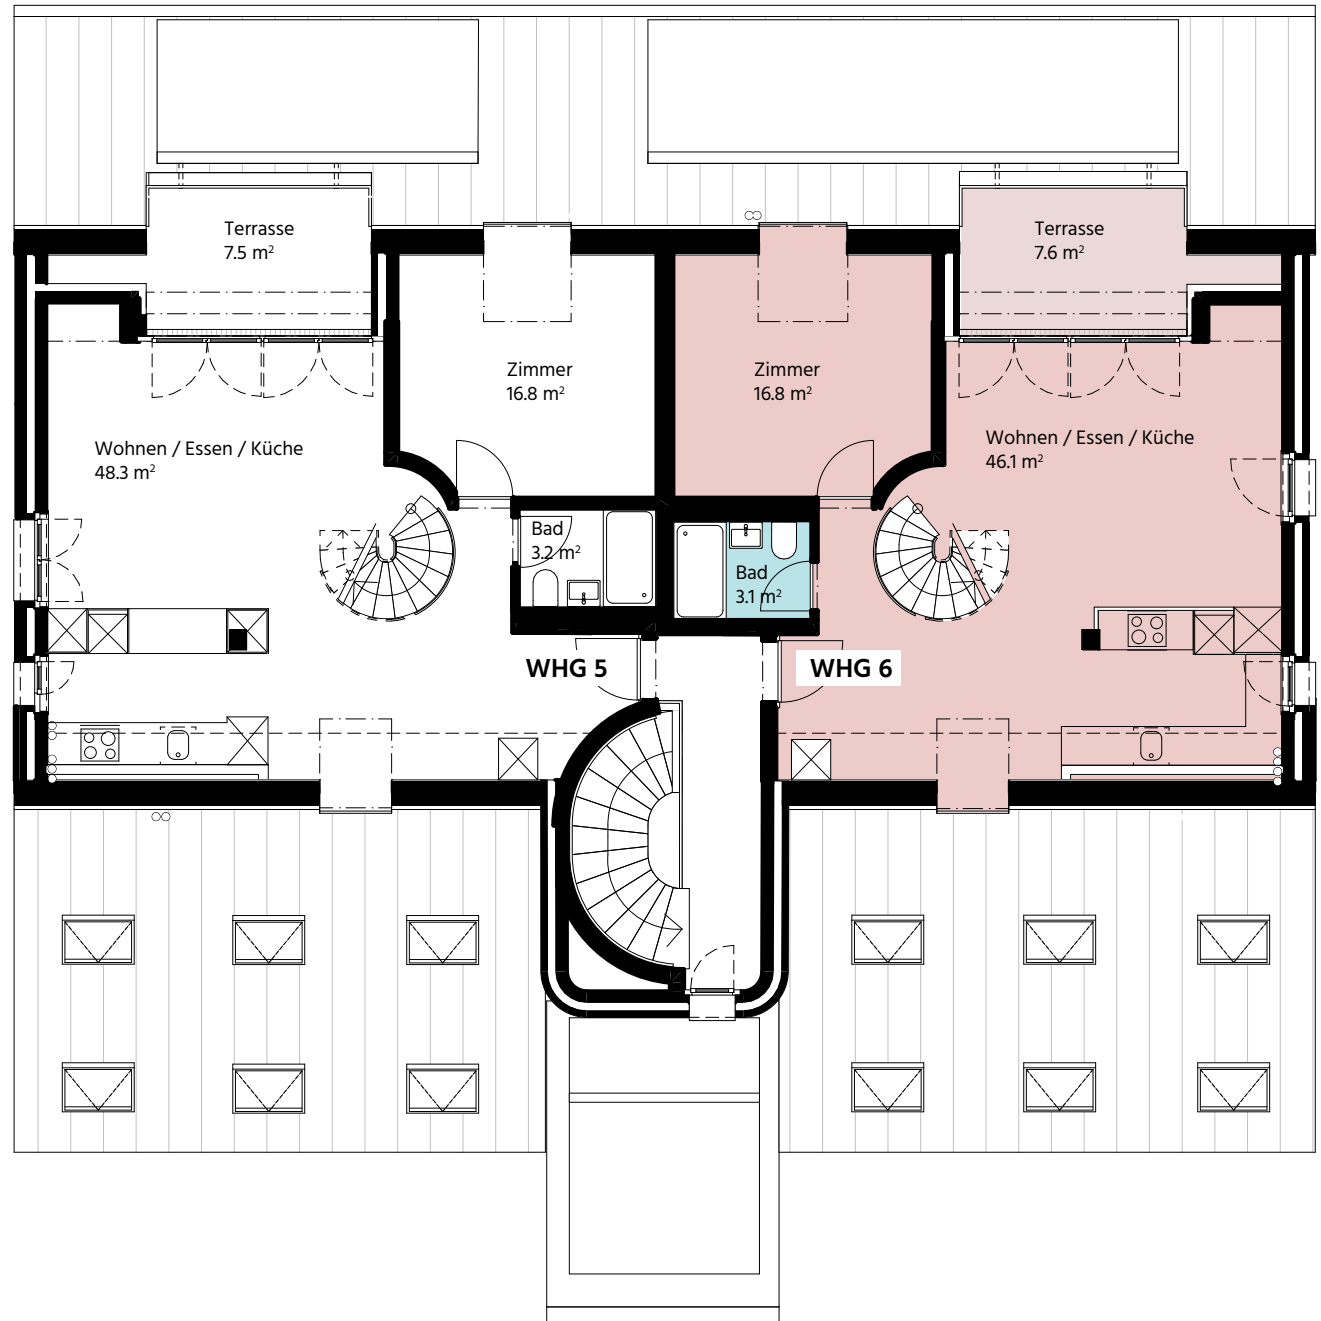 Terrasse
7.5 m²
Terrasse
7.6 m²
Zimmer
16.8 m²
Zimmer
16.8 m²
Wohnen / Essen / Küche
48.3 m²
Wohnen / Essen / Küche
46.1 m²
Bad
3.2 m²
Bad
3.1 m²
WHG 5
WHG 6